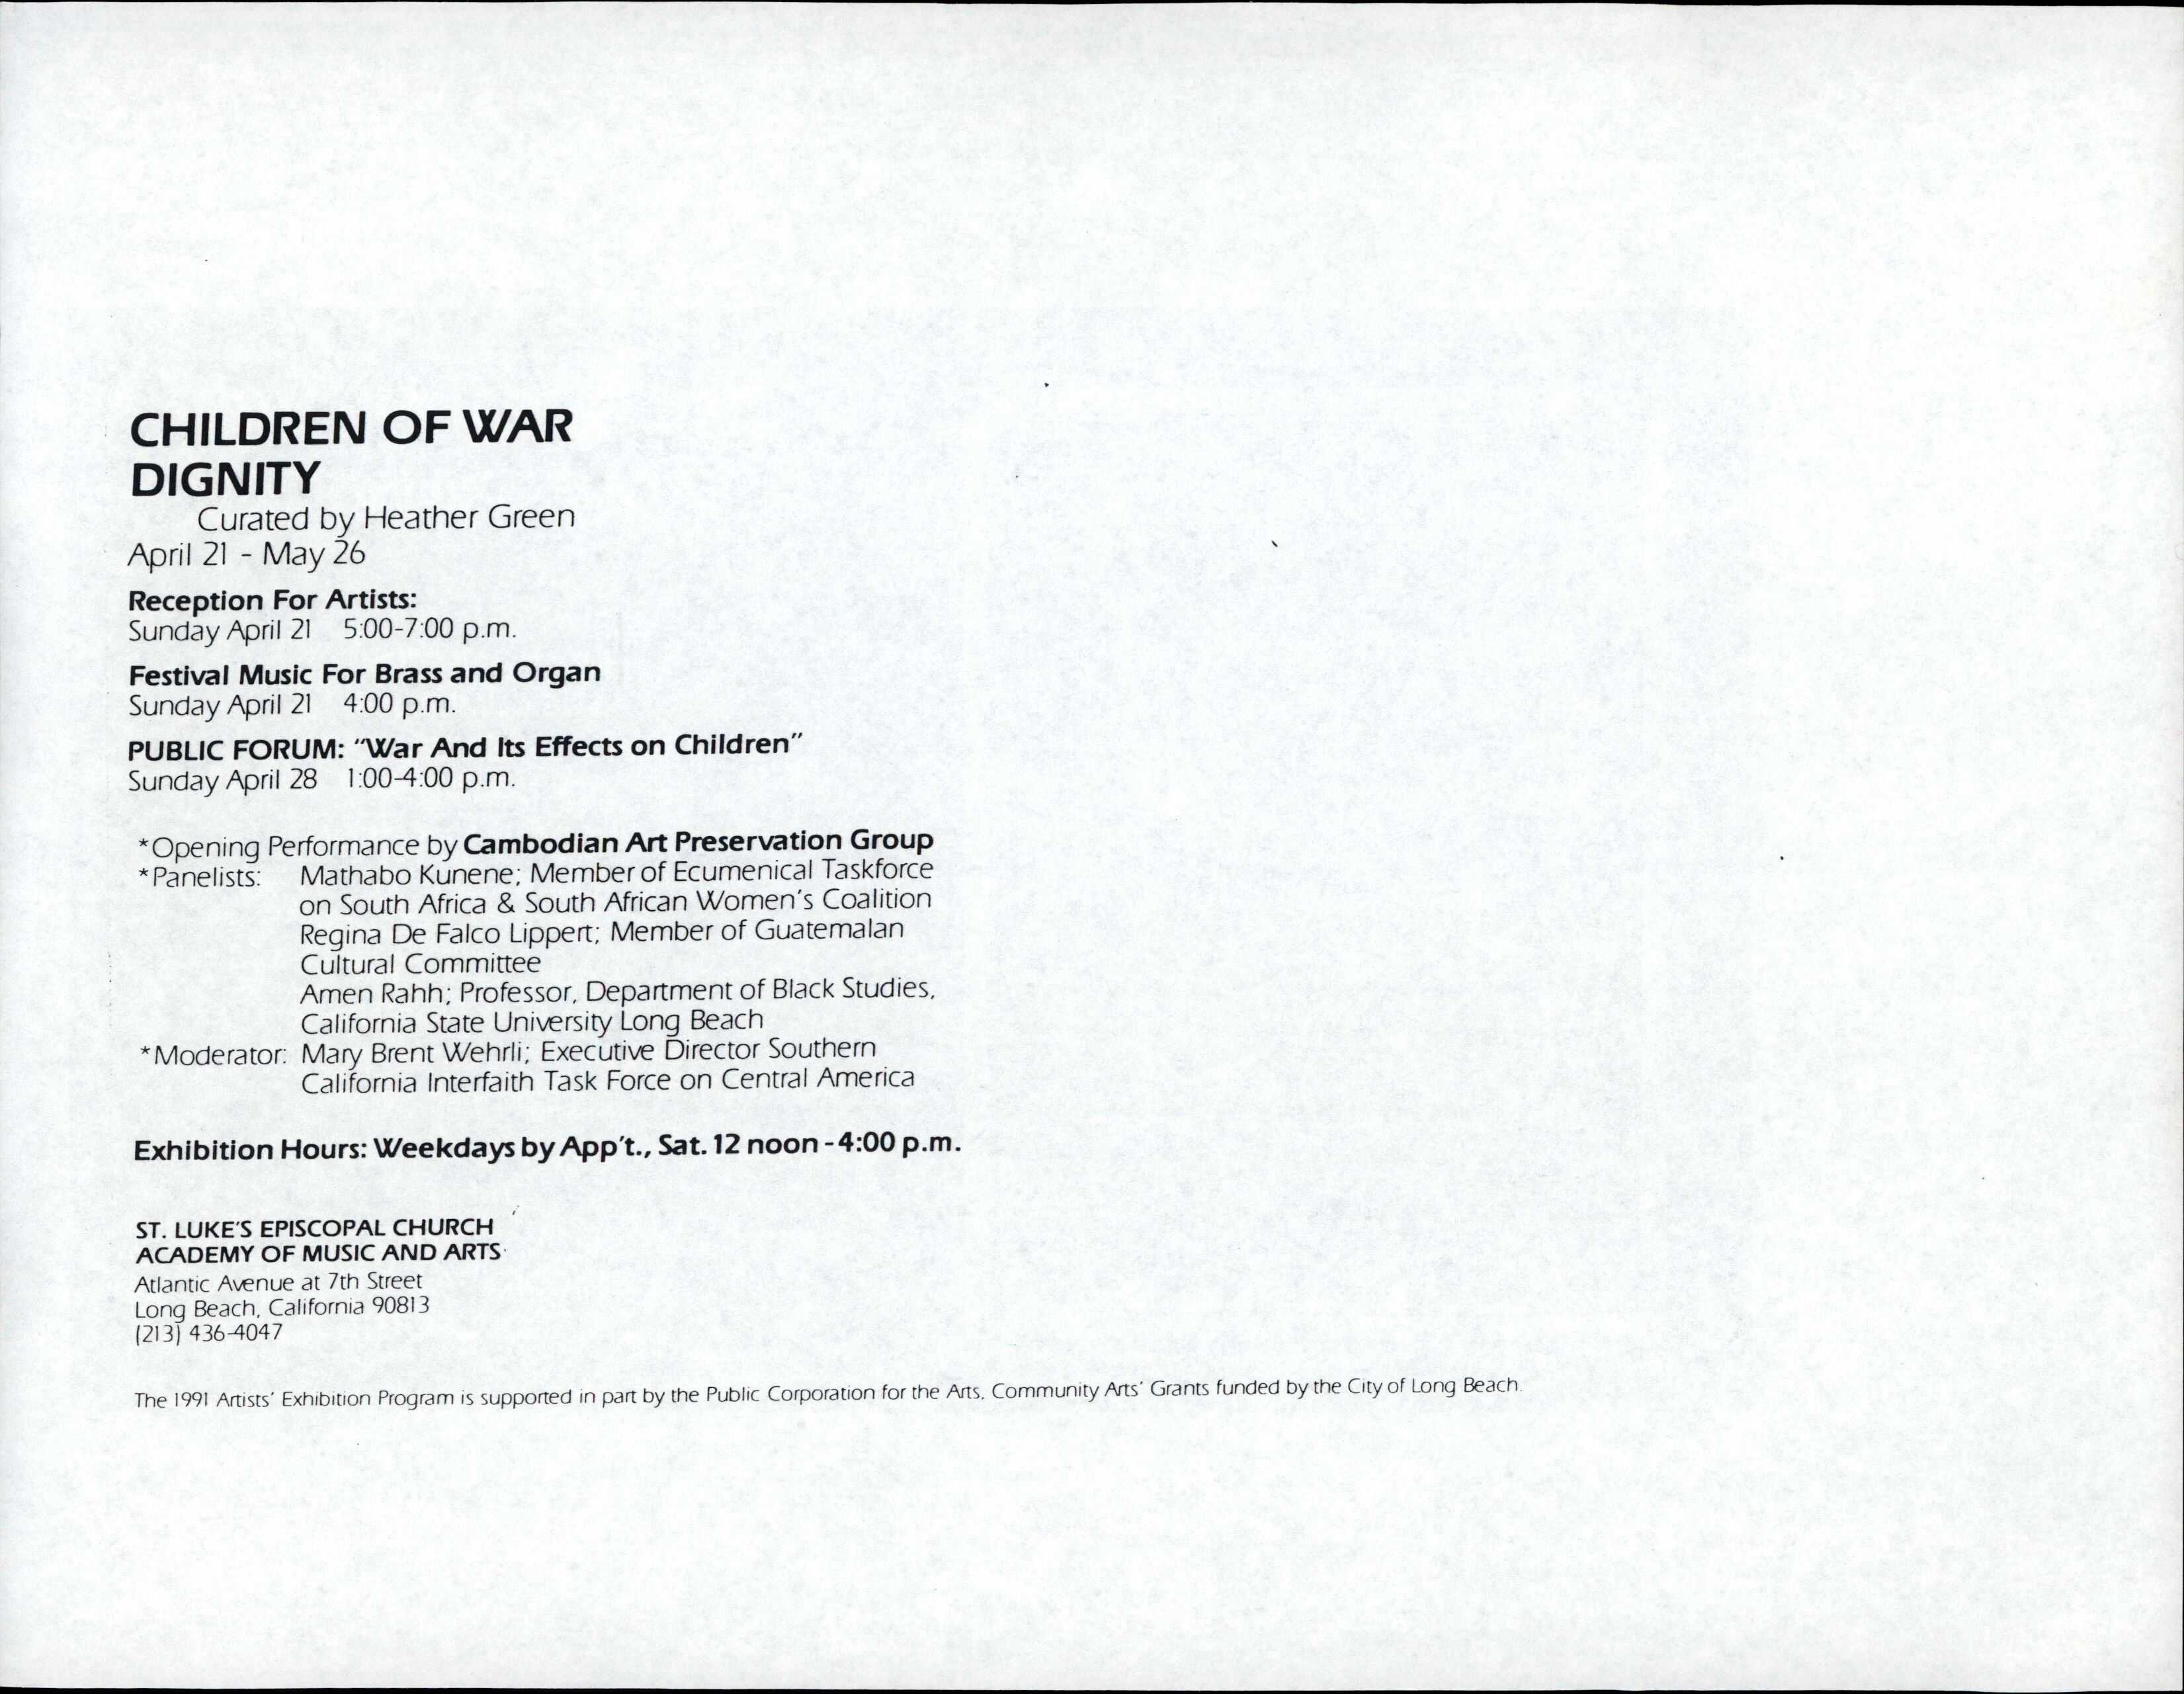 CHILDREN OF WAR
DIGNITY
Curated by Heather Green
April 21 - May 26
Reception For Artists:
Sunday April 21 5:00-7:00 p.m.
Festival Music For Brass and Organ
Sunday April 21 4:00 p.m.
PUBLIC FORUM: "War And Its Effects on Children"
Sunday April 28 1:00-4:00 p.m.
*Opening Performance by Cambodian Art Preservation Group
*Panelists: Mathabo Kunene; Member of Ecumenical Taskforce
on South Africa & South African Women's Coalition
Regina De Falco Lippert; Member of Guatemalan
Cultural Committee
Amen Rahh; Professor, Department of Black Studies,
California State University Long Beach
*Moderator: Mary Brent Wehrli; Executive Director Southern
California Interfaith Task Force on Central America
Exhibition Hours: Weekdays by App't., Sat. 12 noon - 4:00 p.m.
ST. LUKE'S EPISCOPAL CHURCH
ACADEMY OF MUSIC AND ARTS
Atlantic Avenue at 7th Street
Long Beach, California 90813
(213) 436-4047
The 1991 Artists' Exhibition Program is supported in part by the Public Corporation for the Arts, Community Arts' Grants funded by the City of Long Beach.